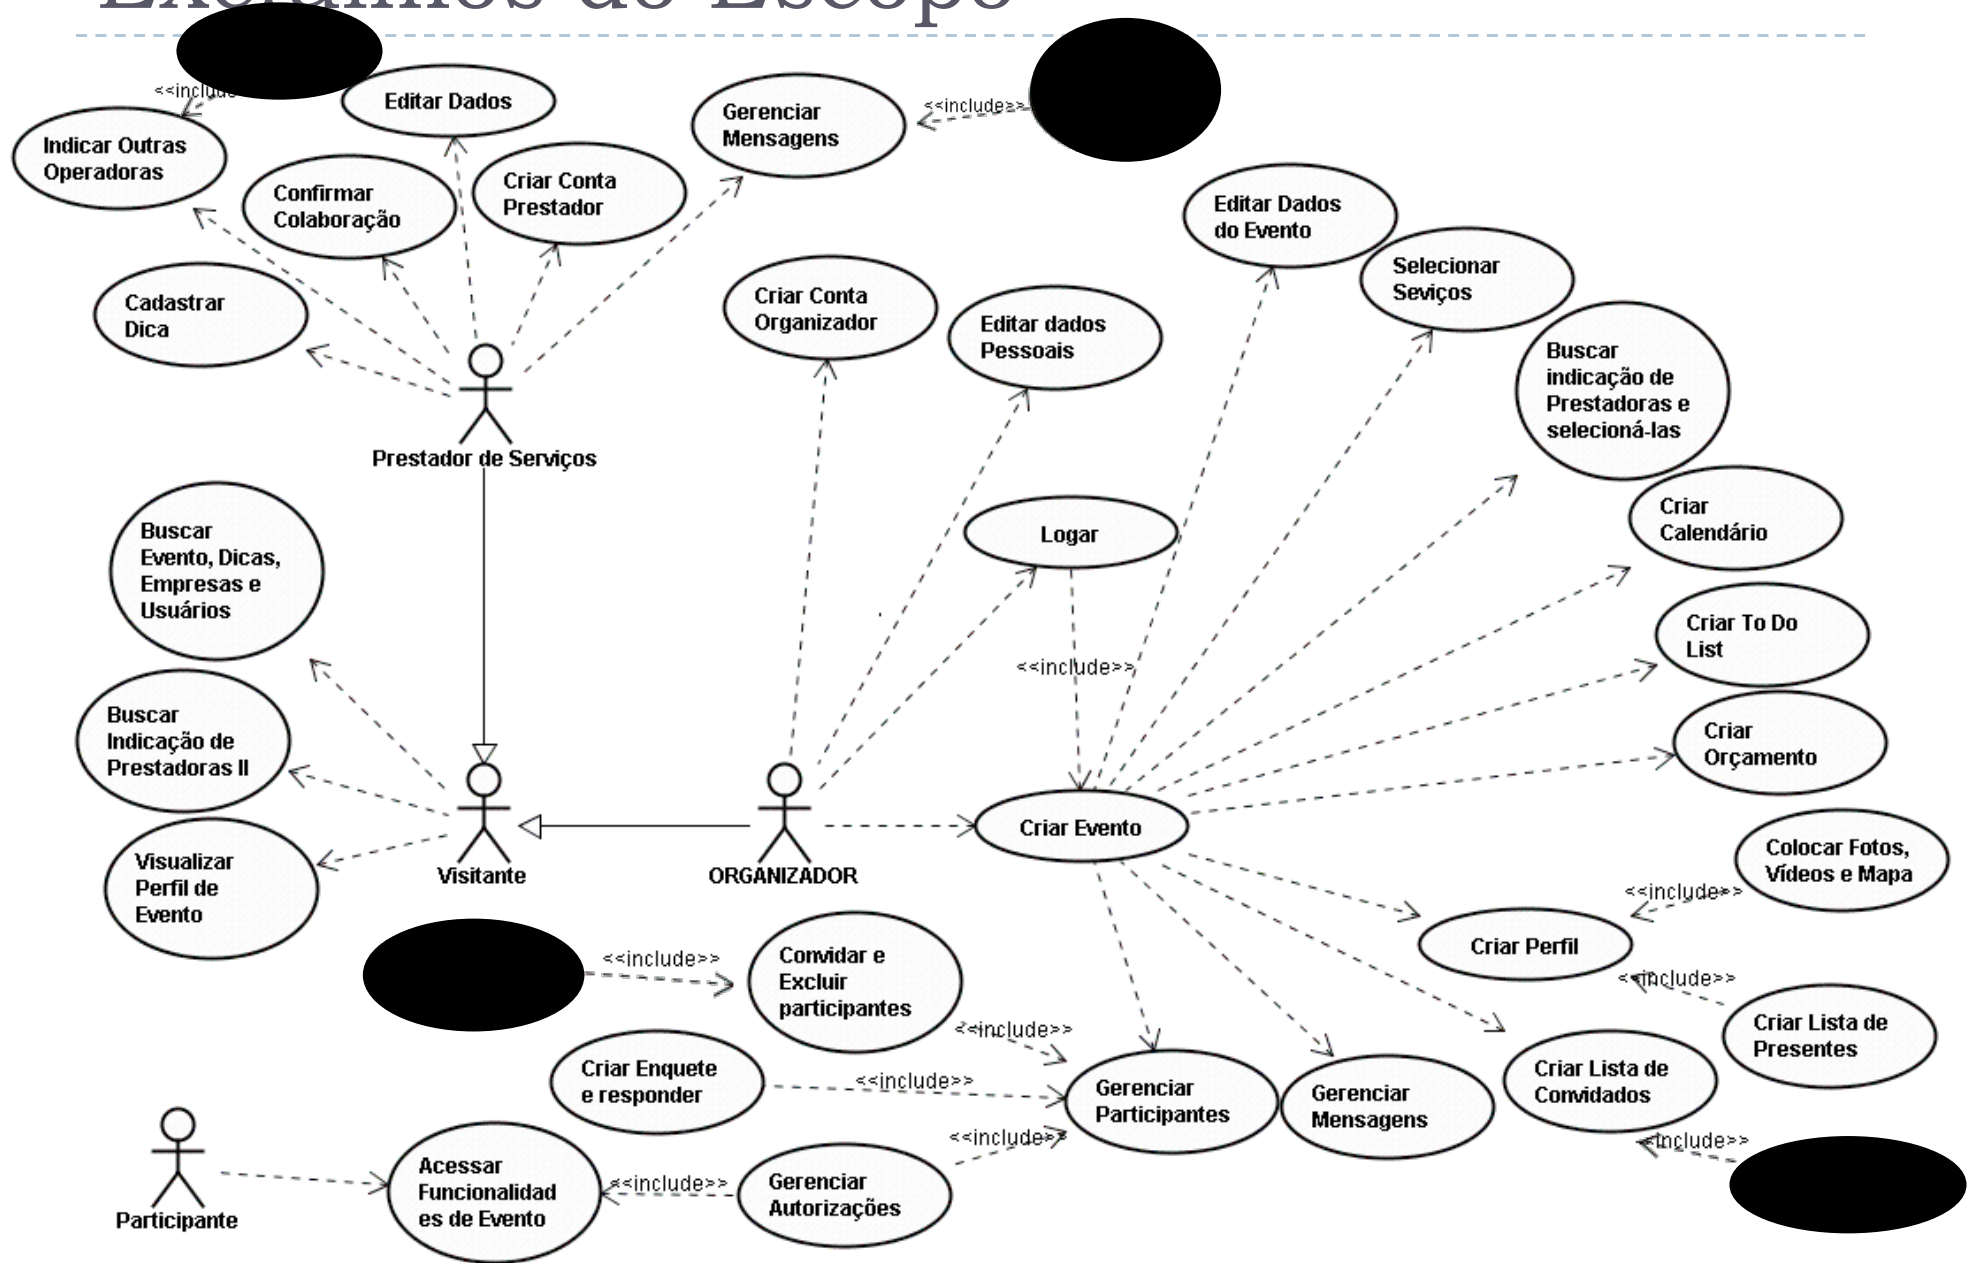 Excluímos do Escopo
<<include
Editar Dados
Gerenciar
Mensagens
<<include>>
Indicar Outras
Operadoras
Confirmar
Colaboração
Criar Conta
Prestador
Editar Dados
do Evento
Selecionar
Seviços
Cadastrar
Dica
Criar Conta
Organizador
Editar dados
Pessoais
Buscar
indicação de
Prestadoras e
selecioná-las
Prestador de Serviços
Criar
Calendário
Logar
Buscar
Evento, Dicas,
Empresas e
Usuários
Criar To Do
List
<<include>>
Buscar
Indicação de
Prestadoras II
Criar
Orçamento
Criar Evento
Visualizar
Perfil de
Evento
Visitante
ORGANIZADOR
Colocar Fotos,
Vídeos e Mapa
<<include>>
Criar Perfil
<<include>>
Convidar e
Excluir
participantes
<<include>>
<<include>>
Criar Lista de
Presentes
Criar Enquete
e responder
<<include>>
Gerenciar
Participantes
Gerenciar
Mensagens
Criar Lista de
Convidados
<<include>>
<<include>>
Participante
Acessar
Funcionalidad
es de Evento
<<include>>
Gerenciar
Autorizações